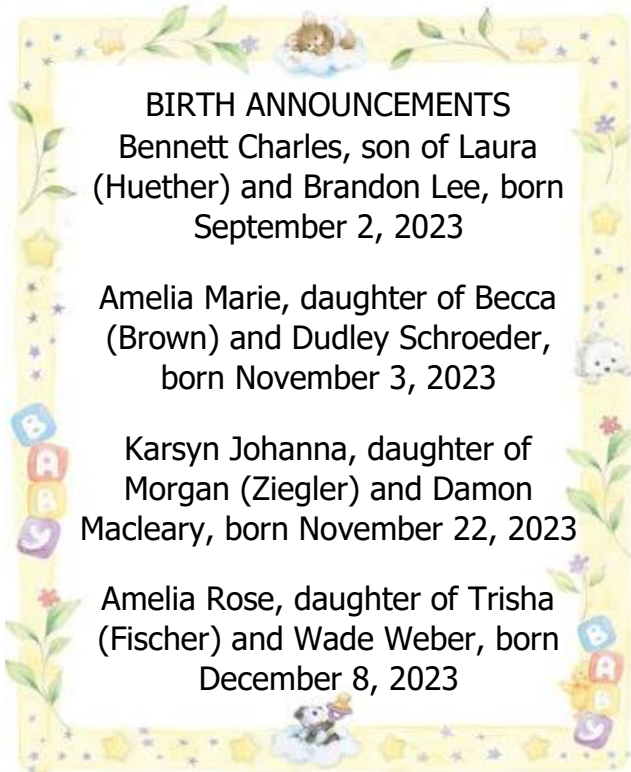 BIRTH ANNOUNCEMENTS
Bennett Charles, son of Laura
(Huether) and Brandon Lee, born
September 2, 2023
Amelia Marie, daughter of Becca
(Brown) and Dudley Schroeder,
born November 3, 2023
Karsyn Johanna, daughter of
Morgan (Ziegler) and Damon
Macleary, born November 22, 2023
Amelia Rose, daughter of Trisha
(Fischer) and Wade Weber, born
December 8, 2023
B
A
B
Y
B
A
B
Y